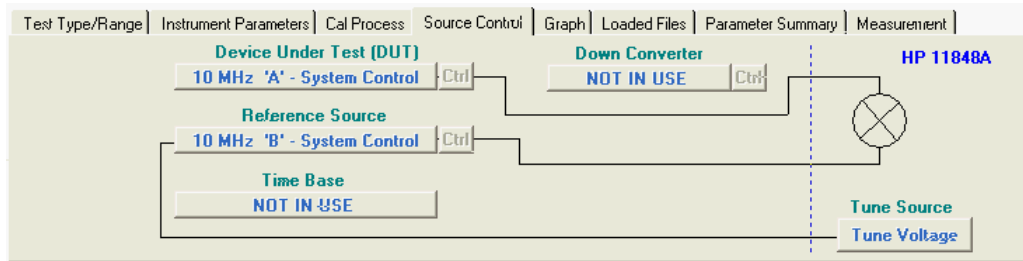 Test Type/Range Instrument Parameters Cal Process Source Control Graph Loaded Files Parameter Summary Measurement
Device Under Test (DUT) Down Converter HP 11848A
10 MHz 'A' - System Control Ctrl NOT IN USE Ctrl
Reference Source
10 MHz 'B' - System Control Ctrl
Time Base
NOT IN USE
Tune Source
Tune Voltage